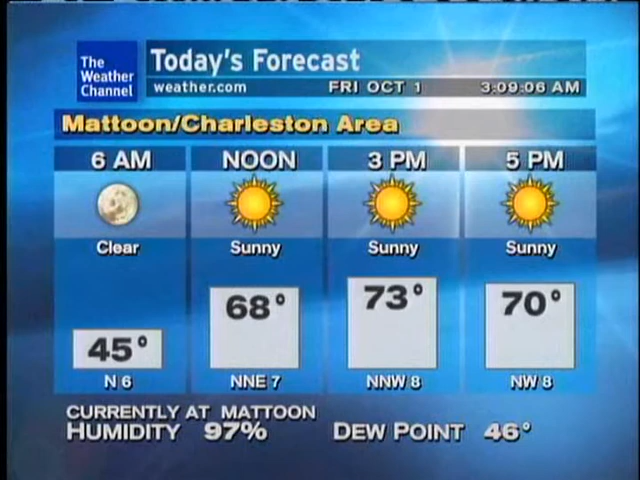 The
Weather
Channel
Today's Forecast
weather.com FRI OCT 1 3:09:06 AM
Mattoon/Charleston Area
6 AM NOON 3 PM 5 PM
Clear Sunny Sunny Sunny
45° 68° 73° 70°
N 6 NNE 7 NNW 8 NW 8
CURRENTLY AT MATTOON
HUMIDITY 97% DEW POINT 46°